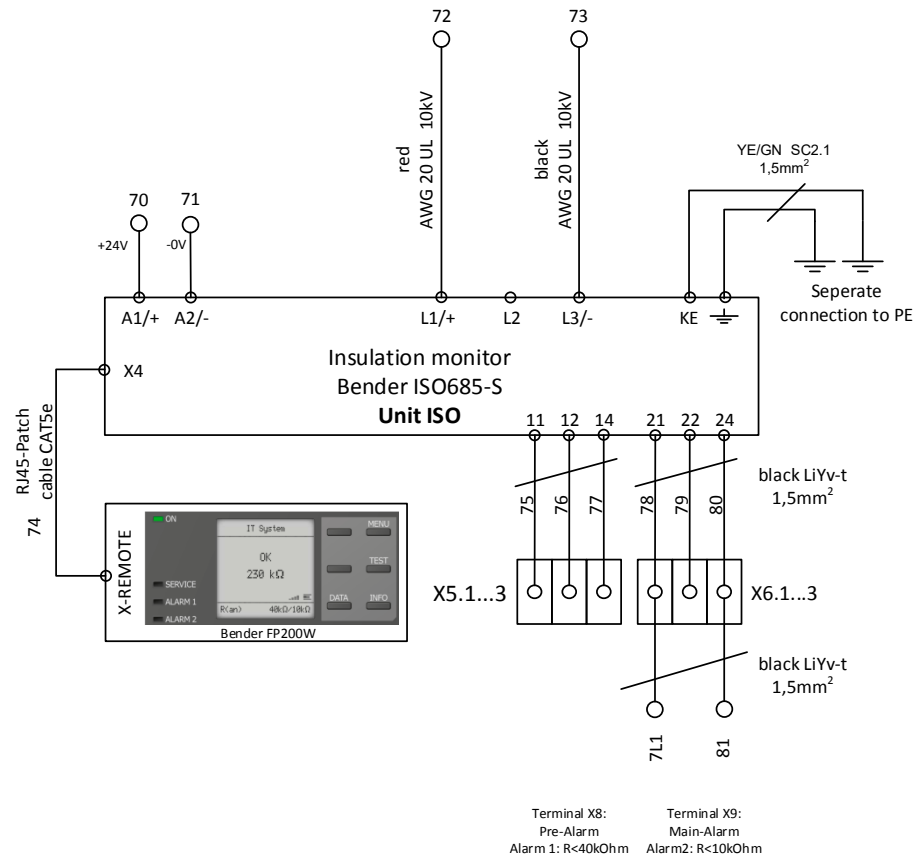 72
73
red
AWG 20 UL 10kV
black
AWG 20 UL 10kV
YE/GN SC2.1
1,5mm²
70
71
+24V
-0V
Seperate
connection to PE
A1/+
A2/-
L1/+
L2
L3/-
KE
X4
Insulation monitor
Bender ISO685-S
Unit ISO
11
12
14
21
22
24
RJ45-Patch
cable CAT5e
74
75
76
77
78
79
80
black LiYv-t
1,5mm²
X-REMOTE
ON
SERVICE
ALARM 1
ALARM 2
IT System
OK
230 kΩ
R(an) 40kΩ/10kΩ
MENU
TEST
DATA
INFO
Bender FP200W
X5.1...3
X6.1...3
black LiYv-t
1,5mm²
7L1
81
Terminal X8:
Pre-Alarm
Alarm 1: R<40kOhm
Terminal X9:
Main-Alarm
Alarm2: R<10kOhm